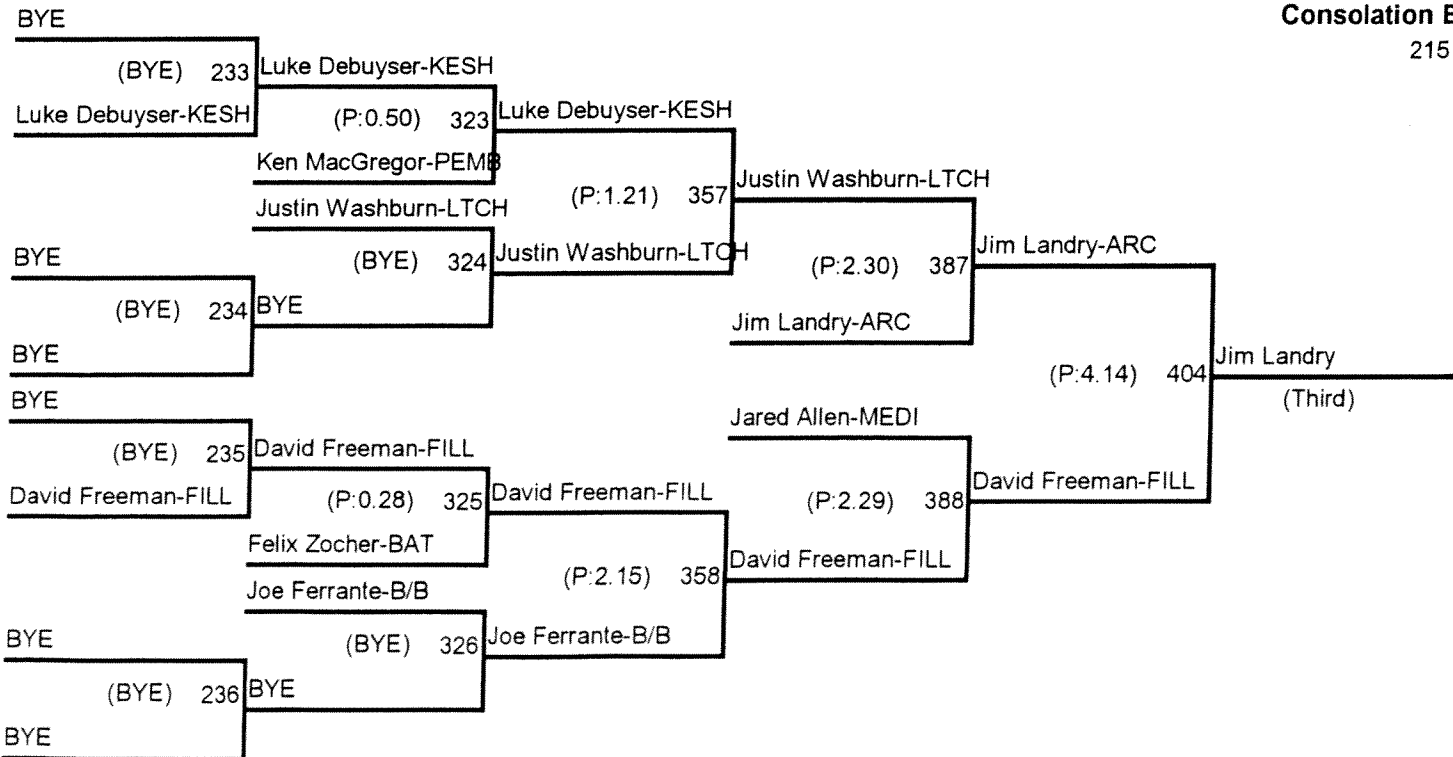 BYE
Consolation
215
(BYE) 233 Luke Debuyser-KESH
Luke Debuyser-KESH
(P:0.50) 323 Luke Debuyser-KESH
Ken MacGregor-PEMB
(P:1.21) 357 Justin Washburn-LTCH
Justin Washburn-LTCH
BYE
(BYE) 324 Justin Washburn-LTCH
(P:2.30) 387 Jim Landry-ARC
(BYE) 234 BYE
Jim Landry-ARC
BYE
(P:4.14) 404 Jim Landry
(Third)
BYE
Jared Allen-MEDI
(BYE) 235 David Freeman-FILL
David Freeman-FILL
(P:0.28) 325 David Freeman-FILL
(P:2.29) 388 David Freeman-FILL
Felix Zocher-BAT
(P:2.15) 358 David Freeman-FILL
Joe Ferrante-B/B
BYE
(BYE) 326 Joe Ferrante-B/B
(BYE) 236 BYE
BYE